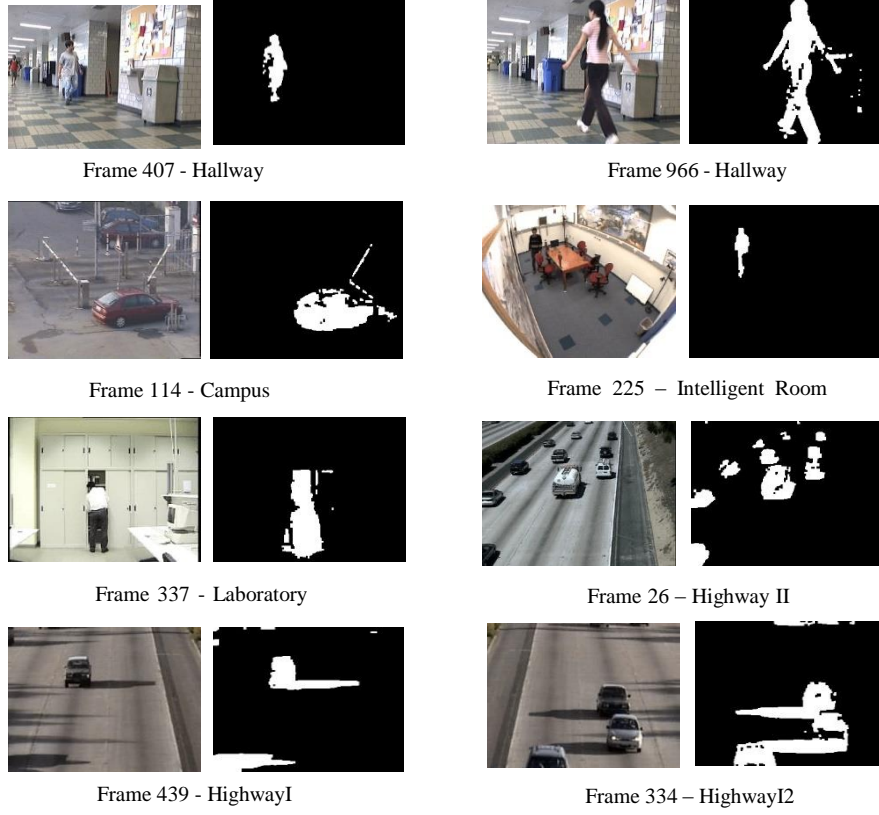 Frame 407 - Hallway
Frame 966 - Hallway
Frame 114 - Campus
Frame 225 – Intelligent Room
Frame 337 - Laboratory
Frame 26 – Highway II
Frame 439 - HighwayI
Frame 334 – HighwayI2